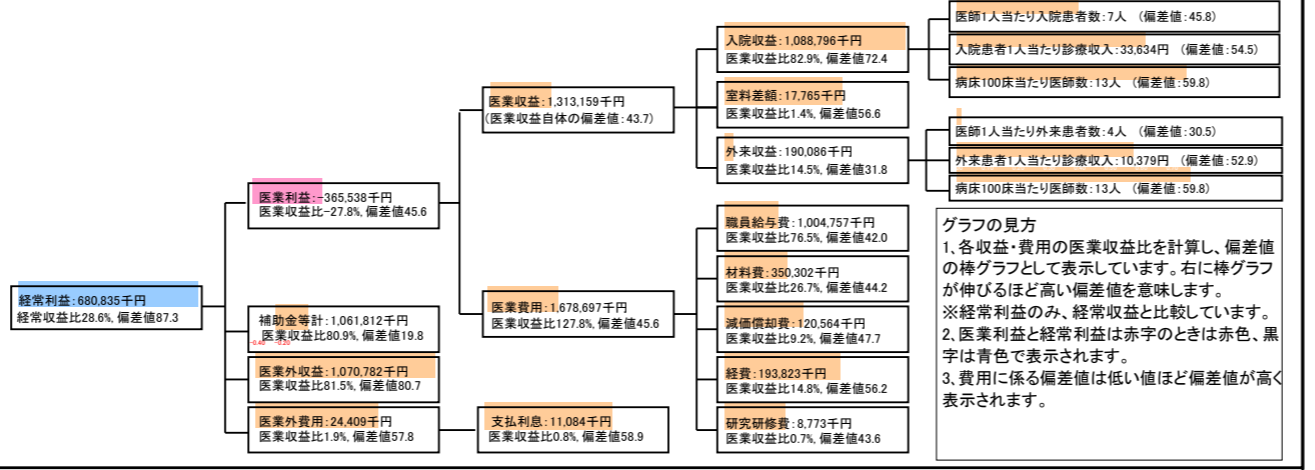 経常利益:680,835千円
経常収益比28.6%, 偏差値87.3
医業利益:-365,538千円
医業収益比-27.8%, 偏差値45.6
補助金等計:1,061,812千円
医業収益比80.9%, 偏差値19.8
-0.40 -0.20
医業外収益:1,070,782千円
医業収益比81.5%, 偏差値80.7
医業外費用:24,409千円
医業収益比1.9%, 偏差値57.8
医業収益:1,313,159千円
(医業収益自体の偏差値:43.7)
医業費用:1,678,697千円
医業収益比127.8%, 偏差値45.6
支払利息:11,084千円
医業収益比0.8%, 偏差値58.9
入院収益:1,088,796千円
医業収益比82.9%, 偏差値72.4
室料差額:17,765千円
医業収益比1.4%, 偏差値56.6
外来収益:190,086千円
医業収益比14.5%, 偏差値31.8
職員給与費:1,004,757千円
医業収益比76.5%, 偏差値42.0
材料費:350,302千円
医業収益比26.7%, 偏差値44.2
減価償却費:120,564千円
医業収益比9.2%, 偏差値47.7
経費:193,823千円
医業収益比14.8%, 偏差値56.2
研究研修費:8,773千円
医業収益比0.7%, 偏差値43.6
医師1人当たり入院患者数:7人 (偏差値:45.8)
入院患者1人当たり診療収入:33,634円 (偏差値:54.5)
病床100床当たり医師数:13人 (偏差値:59.8)
医師1人当たり外来患者数:4人 (偏差値:30.5)
外来患者1人当たり診療収入:10,379円 (偏差値:52.9)
病床100床当たり医師数:13人 (偏差値:59.8)
グラフの見方
1、各収益・費用の医業収益比を計算し、偏差値
の棒グラフとして表示しています。右に棒グラフ
が伸びるほど高い偏差値を意味します。
※経常利益のみ、経常収益と比較しています。
2、医業利益と経常利益は赤字のときは赤色、黒
字は青色で表示されます。
3、費用に係る偏差値は低い値ほど偏差値が高く
表示されます。